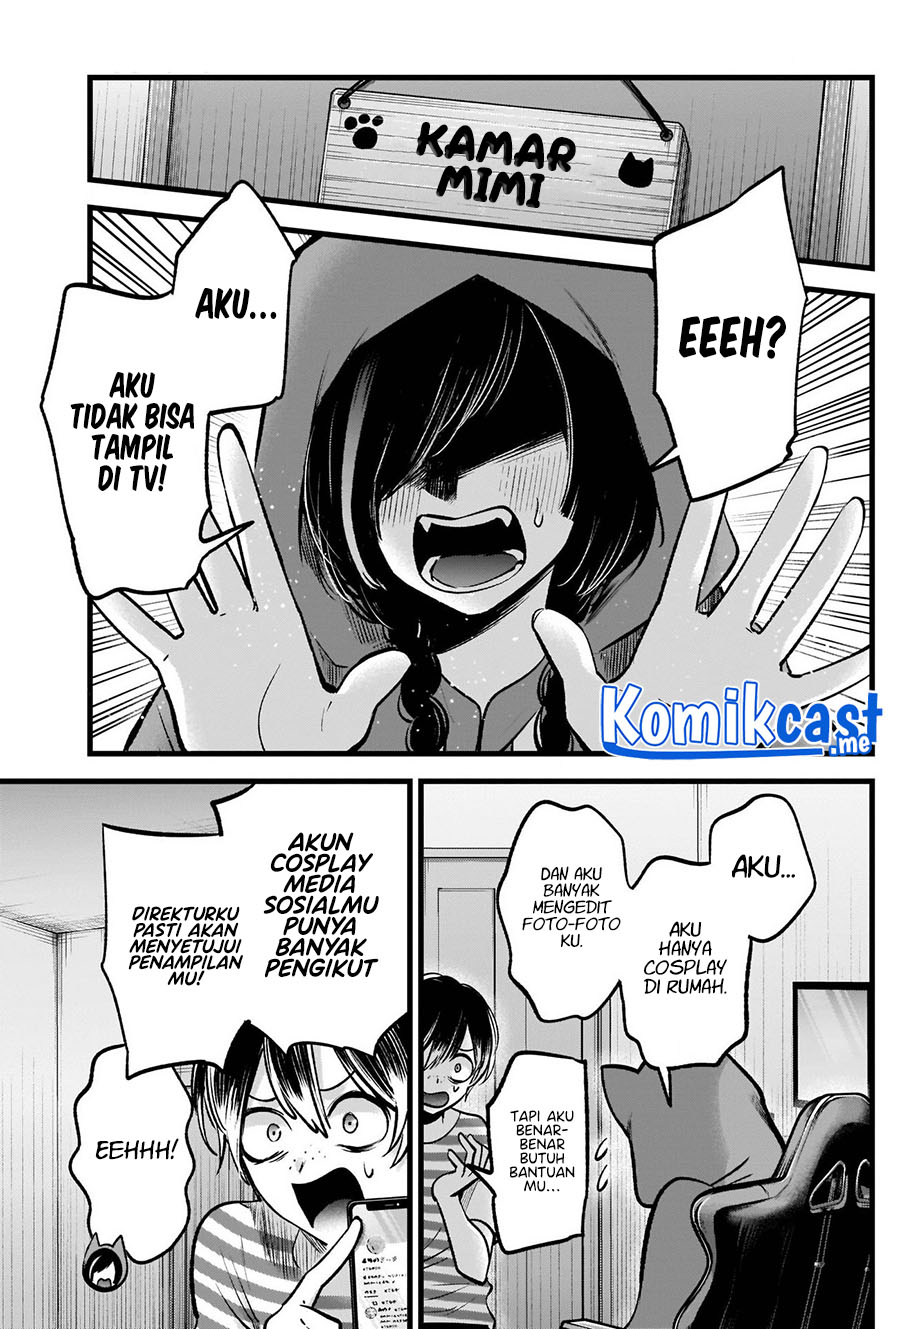 KAMAR
MIMI
EEEH?
AKU...
AKU
TIDAK BISA
TAMPIL
DI TV!
Komikcast
.me
AKU...
AKU
HANYA
COSPLAY
DI RUMAH.
DAN AKU
BANYAK
MENGEDIT
FOTO-FOTO
KU.
TAPI AKU
BENAR-
BENAR
BUTUH
BANTUAN
MU...
AKUN
COSPLAY
MEDIA
SOSIALMU
PUNYA
BANYAK
PENGIKUT
DIREKTURKU
PASTI AKAN
MENYETUJUI
PENAMPILAN
MU!
EEHHH!